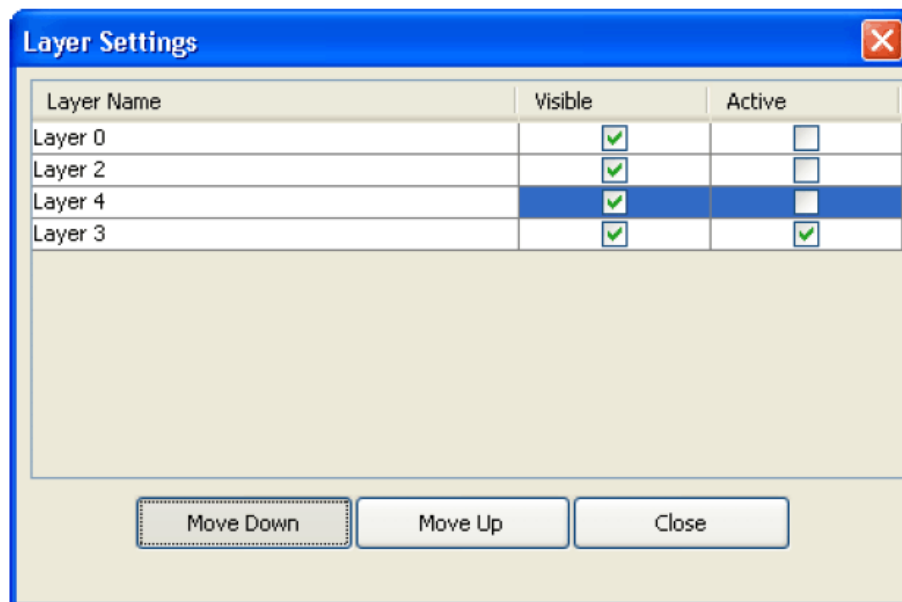 Layer Settings
Layer Name Visible Active
Layer 0
Layer 2
Layer 4
Layer 3
Move Down Move Up Close